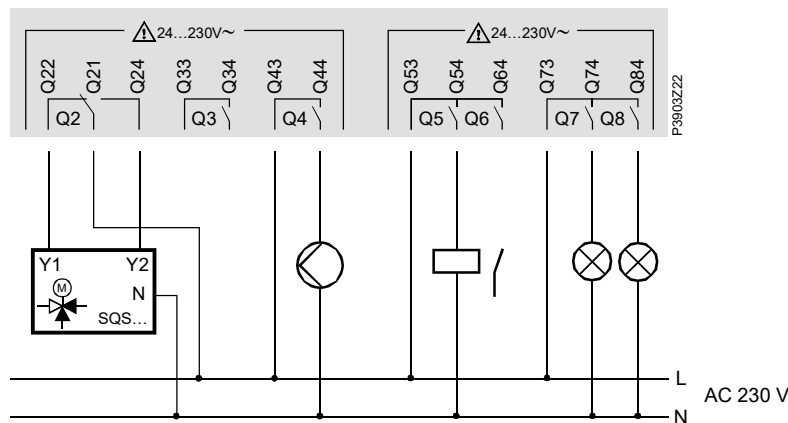 24...230V~ 24...230V~
Q22 Q21 Q24 Q33 Q34 Q43 Q44 Q53 Q54 Q64 Q73 Q74 Q84
Q2 Q3 Q4 Q5 Q6 Q7 Q8
P3903Z22
Y1 Y2
M N
SQS...
L
AC 230 V
N